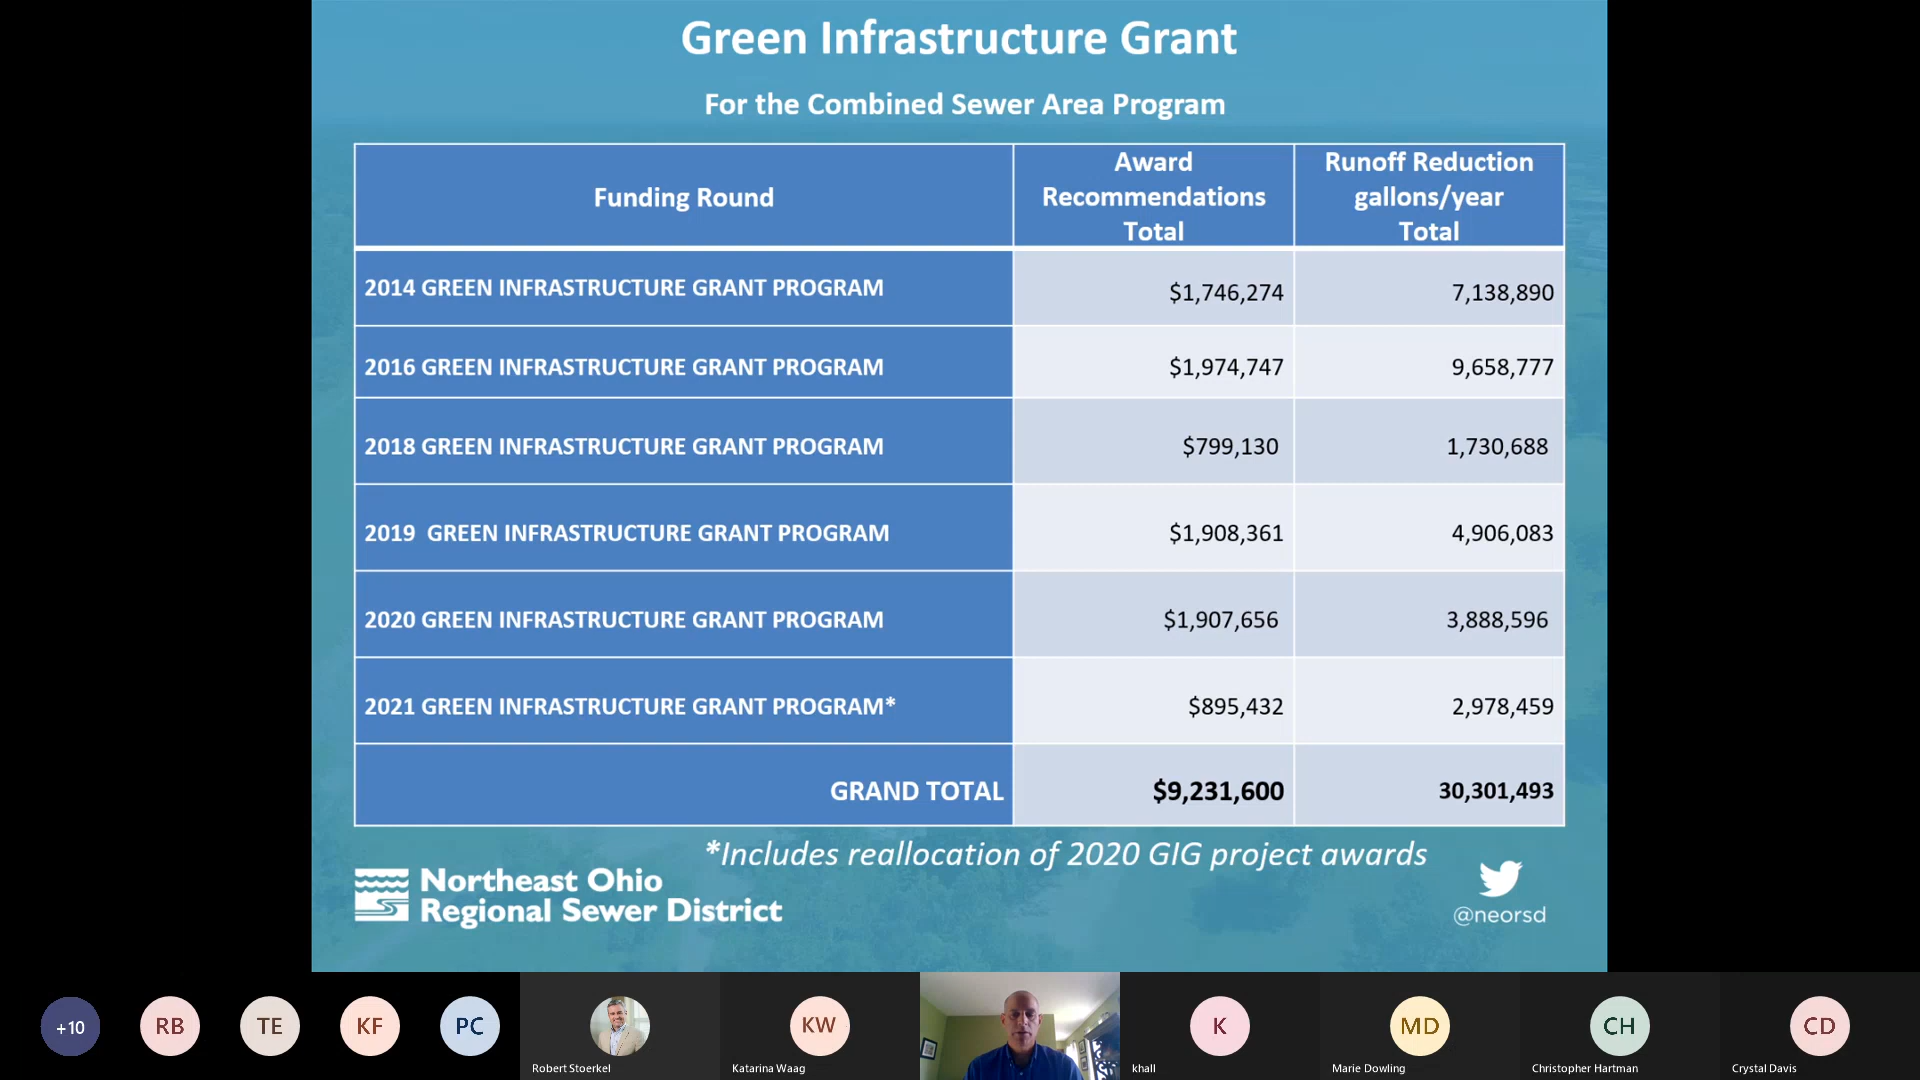 Green Infrastructure Grant
For the Combined Sewer Area Program
Funding Round
Award
Recommendations
Total
Runoff Reduction
gallons/year
Total
2014 GREEN INFRASTRUCTURE GRANT PROGRAM $1,746,274 7,138,890
2016 GREEN INFRASTRUCTURE GRANT PROGRAM $1,974,747 9,658,777
2018 GREEN INFRASTRUCTURE GRANT PROGRAM $799,130 1,730,688
2019 GREEN INFRASTRUCTURE GRANT PROGRAM $1,908,361 4,906,083
2020 GREEN INFRASTRUCTURE GRANT PROGRAM $1,907,656 3,888,596
2021 GREEN INFRASTRUCTURE GRANT PROGRAM* $895,432 2,978,459
GRAND TOTAL $9,231,600 30,301,493
*Includes reallocation of 2020 GIG project awards
Northeast Ohio
Regional Sewer District
@neorsd
+10 RB TE KF PC KW K MD CH CD
Robert Stoerkel Katarina Waag khall Marie Dowling Christopher Hartman Crystal Davis